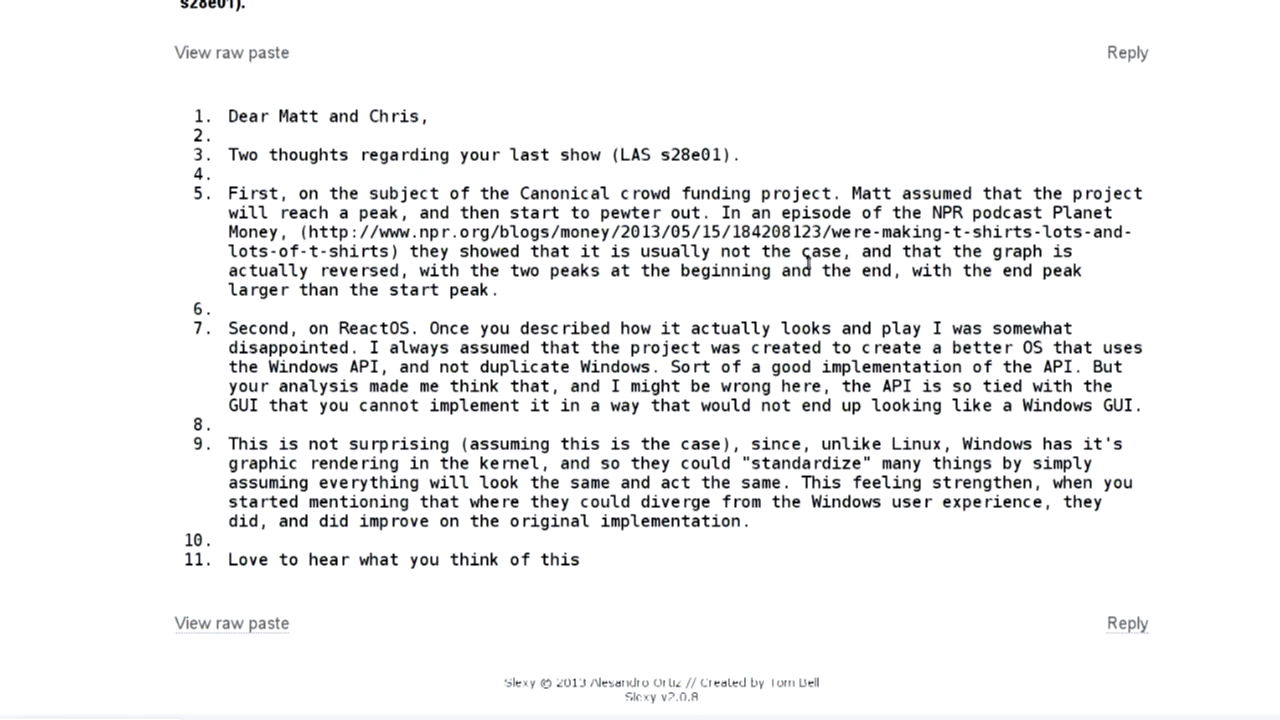 s28e01).
View raw paste
Reply
1. Dear Matt and Chris,
2.
3. Two thoughts regarding your last show (LAS s28e01).
4.
5. First, on the subject of the Canonical crowd funding project. Matt assumed that the project
will reach a peak, and then start to pewter out. In an episode of the NPR podcast Planet
Money, (http://www.npr.org/blogs/money/2013/05/15/184208123/were-making-t-shirts-lots-and-
lots-of-t-shirts) they showed that it is usually not the case, and that the graph is
actually reversed, with the two peaks at the beginning and the end, with the end peak
larger than the start peak.
6.
7. Second, on ReactOS. Once you described how it actually looks and play I was somewhat
disappointed. I always assumed that the project was created to create a better OS that uses
the Windows API, and not duplicate Windows. Sort of a good implementation of the API. But
your analysis made me think that, and I might be wrong here, the API is so tied with the
GUI that you cannot implement it in a way that would not end up looking like a Windows GUI.
8.
9. This is not surprising (assuming this is the case), since, unlike Linux, Windows has it's
graphic rendering in the kernel, and so they could "standardize" many things by simply
assuming everything will look the same and act the same. This feeling strengthen, when you
started mentioning that where they could diverge from the Windows user experience, they
did, and did improve on the original implementation.
10.
11. Love to hear what you think of this
View raw paste
Reply
Slexy © 2013 Alesandro Ortiz // Created by Tom Bell
Slexy v2.0.8